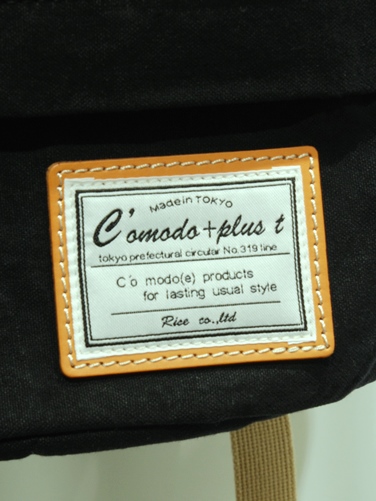 Made in TOKYO
C'omodo+plus t
tokyo prefectural circular No.319 line
C'o modo(e) products
for lasting usual style
Rice co.,ltd